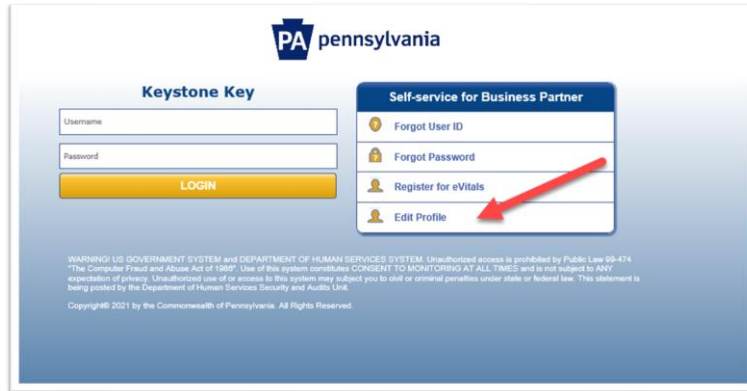 PA pennsylvania
Keystone Key
Username
Password
LOGIN
Self-service for Business Partner
Forgot User ID
Forgot Password
Register for eVitals
Edit Profile
WARNING! US GOVERNMENT SYSTEM and DEPARTMENT OF HUMAN SERVICES SYSTEM. Unauthorized access is prohibited by Public Law 99-474
"The Computer Fraud and Abuse Act of 1986". Use of this system constitutes CONSENT TO MONITORING AT ALL TIMES and is not subject to ANY
expectation of privacy. Unauthorized use of or access to this system may subject you to civil or criminal penalties under state or federal law. This statement is
being posted by the Department of Human Services Security and Audits Unit.
Copyright© 2021 by the Commonwealth of Pennsylvania. All Rights Reserved.